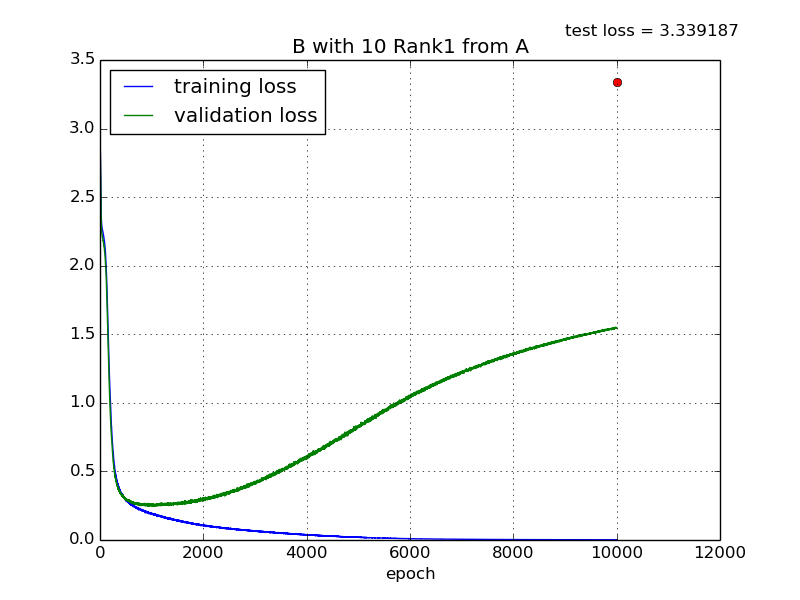 test loss = 3.339187
B with 10 Rank1 from A
training loss
validation loss
3.5
3.0
2.5
2.0
1.5
1.0
0.5
0.0
0 2000 4000 6000 8000 10000 12000
epoch